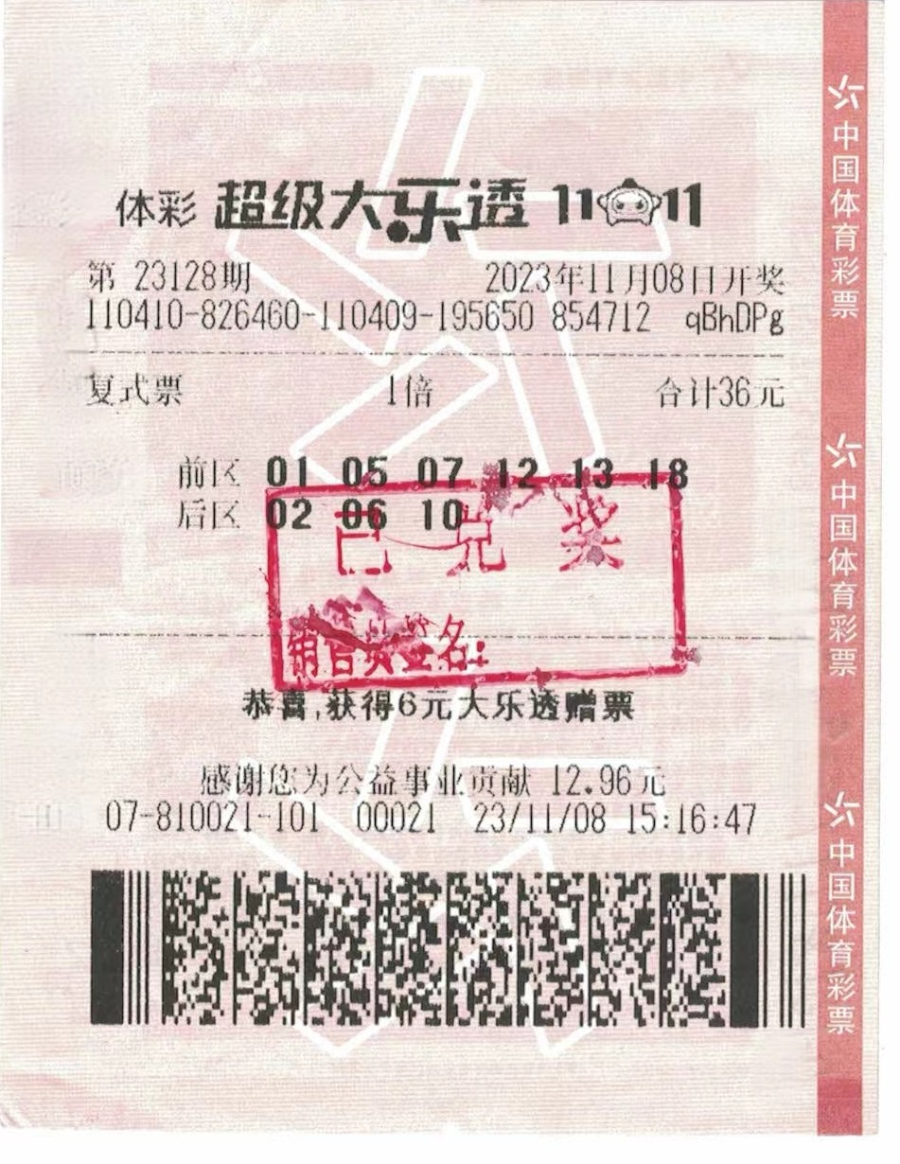 体彩 超级大乐透 11 11
第 23128期 2023年11月08日开奖
110410-826460-110409-195650 854712 qBhDPg
复式票 1倍 合计36元
前区 01 05 07 12 13 18
后区 02 06 10
已兑奖
销售员签名:
恭喜,获得6元大乐透赠票
感谢您为公益事业贡献 12.96元
07-810021-101 00021 23/11/08 15:16:47
中国体育彩票
中国体育彩票
中国体育彩票